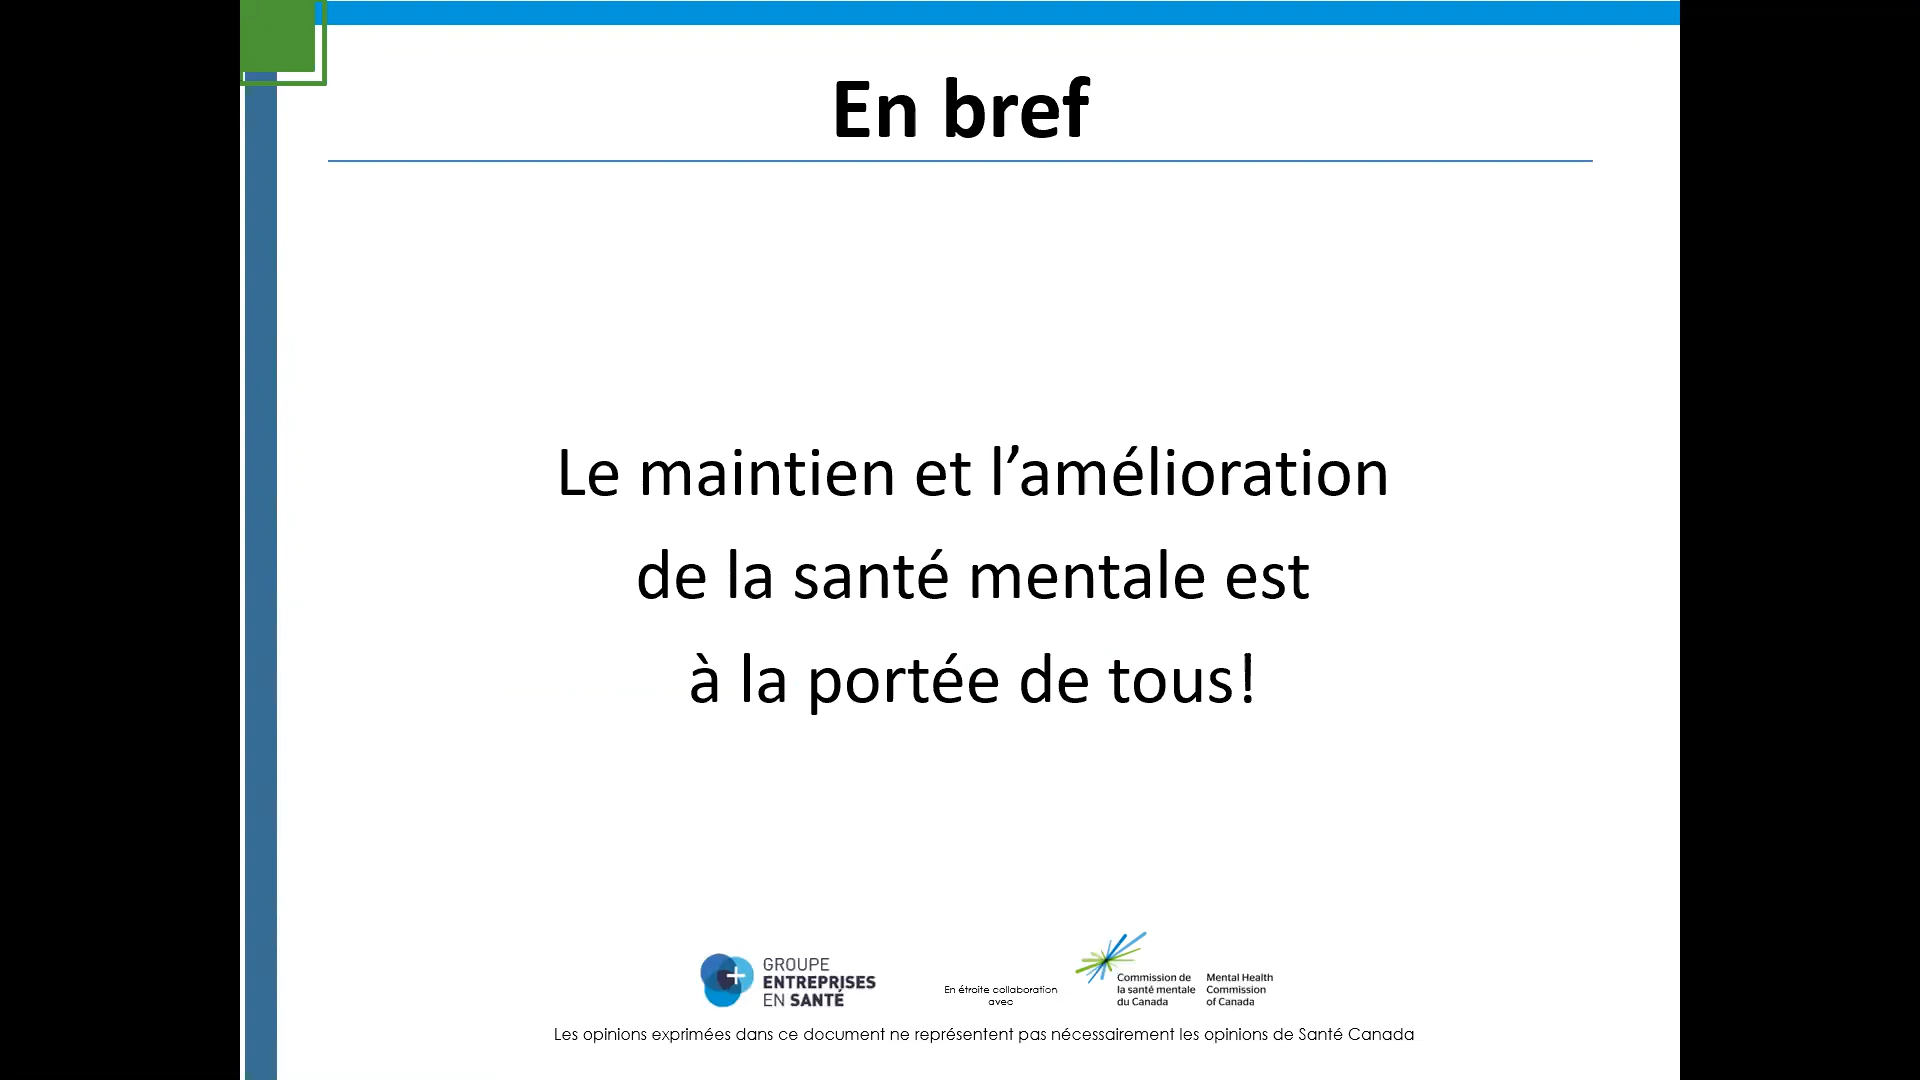 En bref
Le maintien et l’amélioration
de la santé mentale est
à la portée de tous!
GROUPE
ENTREPRISES
EN SANTÉ
En étroite collaboration
avec
Commission de
la santé mentale
du Canada
Mental Health
Commission
of Canada
Les opinions exprimées dans ce document ne représentent pas nécessairement les opinions de Santé Canada